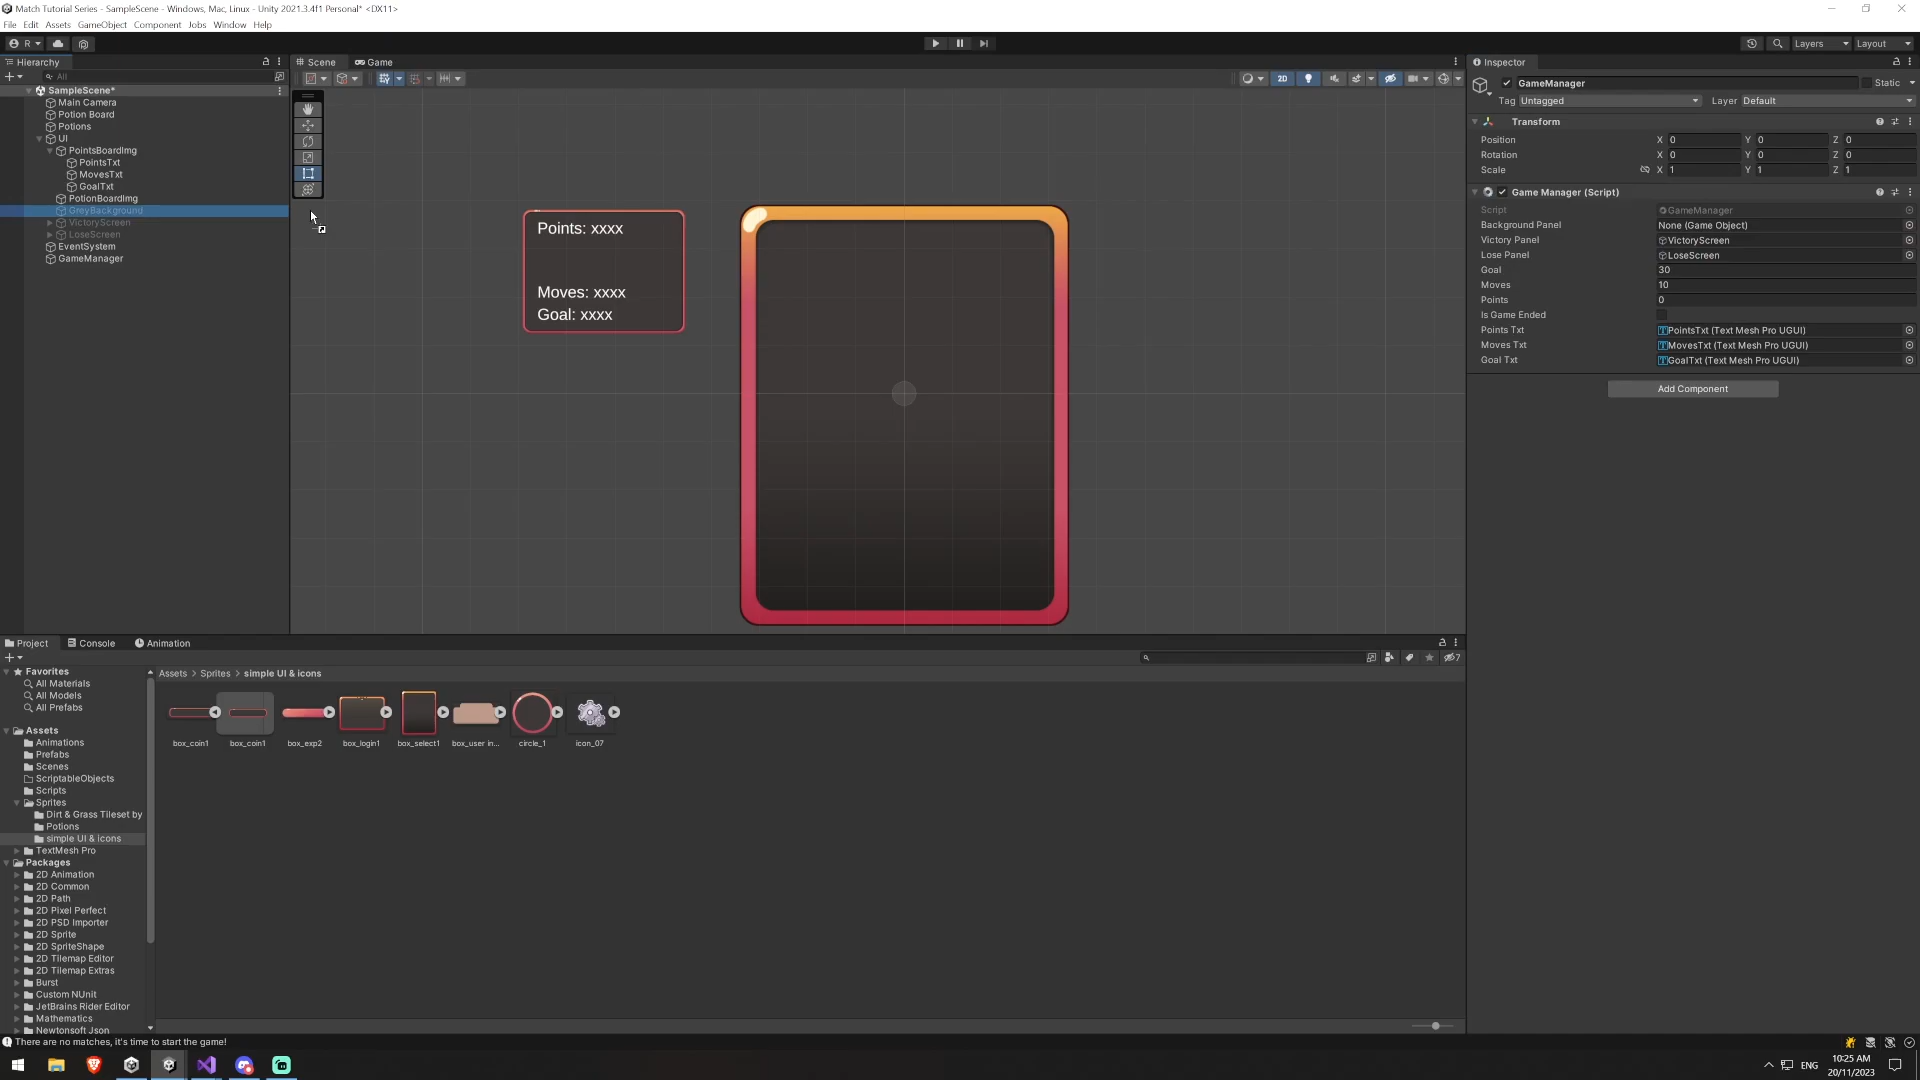 Match Tutorial Series - SampleScene - Windows, Mac, Linux - Unity 2021.3.4f1 Personal* <DX11>
File Edit Assets GameObject Component Jobs Window Help
R
Layers
Layout
Hierarchy
Scene
Game
Inspector
All
2D
SampleScene*
Main Camera
Potion Board
Potions
UI
PointsBoardImg
PointsTxt
MovesTxt
GoalTxt
PotionBoardImg
GreyBackground
VictoryScreen
LoseScreen
EventSystem
GameManager
Points: xxxx
Moves: xxxx
Goal: xxxx
GameManager
Static
Tag Untagged Layer Default
Transform
Position X 0 Y 0 Z 0
Rotation X 0 Y 0 Z 0
Scale X 1 Y 1 Z 1
Game Manager (Script)
Script GameManager
Background Panel None (Game Object)
Victory Panel VictoryScreen
Lose Panel LoseScreen
Goal 30
Moves 10
Points 0
Is Game Ended
Points Txt PointsTxt (Text Mesh Pro UGUI)
Moves Txt MovesTxt (Text Mesh Pro UGUI)
Goal Txt GoalTxt (Text Mesh Pro UGUI)
Add Component
Project Console Animation
7
Favorites
All Materials
All Models
All Prefabs
Assets
Animations
Prefabs
Scenes
ScriptableObjects
Scripts
Sprites
Dirt & Grass Tileset by
Potions
simple UI & icons
TextMesh Pro
Packages
2D Animation
2D Common
2D Path
2D Pixel Perfect
2D PSD Importer
2D Sprite
2D SpriteShape
2D Tilemap Editor
2D Tilemap Extras
Burst
Custom NUnit
JetBrains Rider Editor
Mathematics
Newtonsoft Json
Assets > Sprites > simple UI & icons
box_coin1 box_coin1 box_exp2 box_login1 box_select1 box_user in... circle_1 icon_07
There are no matches, it's time to start the game!
ENG
10:25 AM
20/11/2023